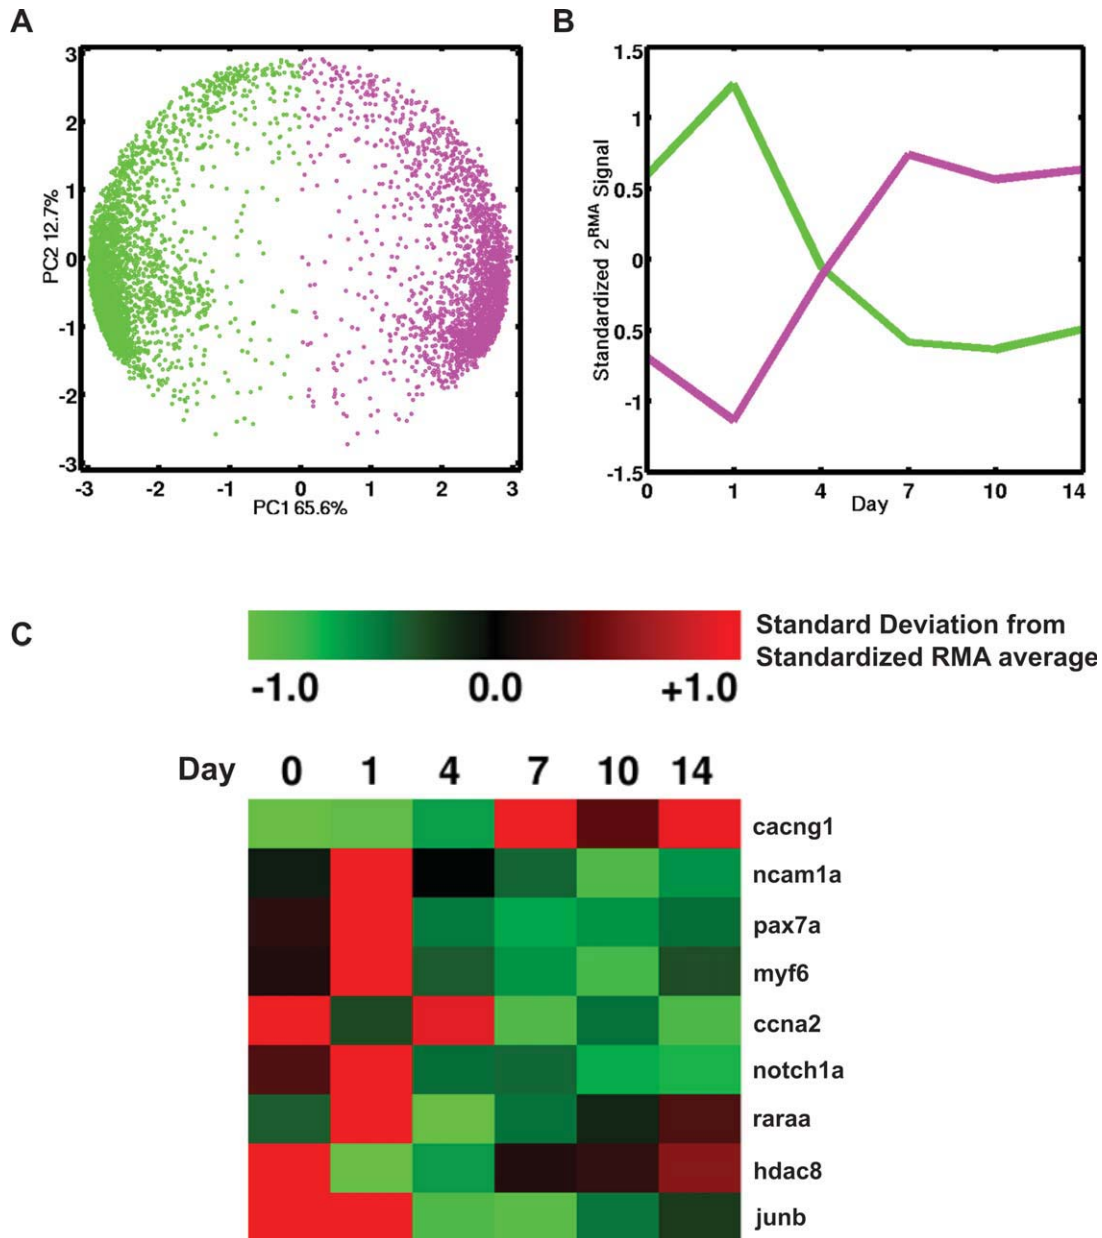 A
3
2
1
0
-1
-2
-3
PC2 12.7%
-3 -2 -1 0 1 2 3
PC1 65.6%
B
1.5
1
0.5
0
0.5
-1
-1.5
Standardized 2^RMA Signal
0 1 4 7 10 14
Day
C
Standard Deviation from
Standardized RMA average
-1.0 0.0 +1.0
Day 0 1 4 7 10 14
cacng1
ncam1a
pax7a
myf6
ccna2
notch1a
raraa
hdac8
junb